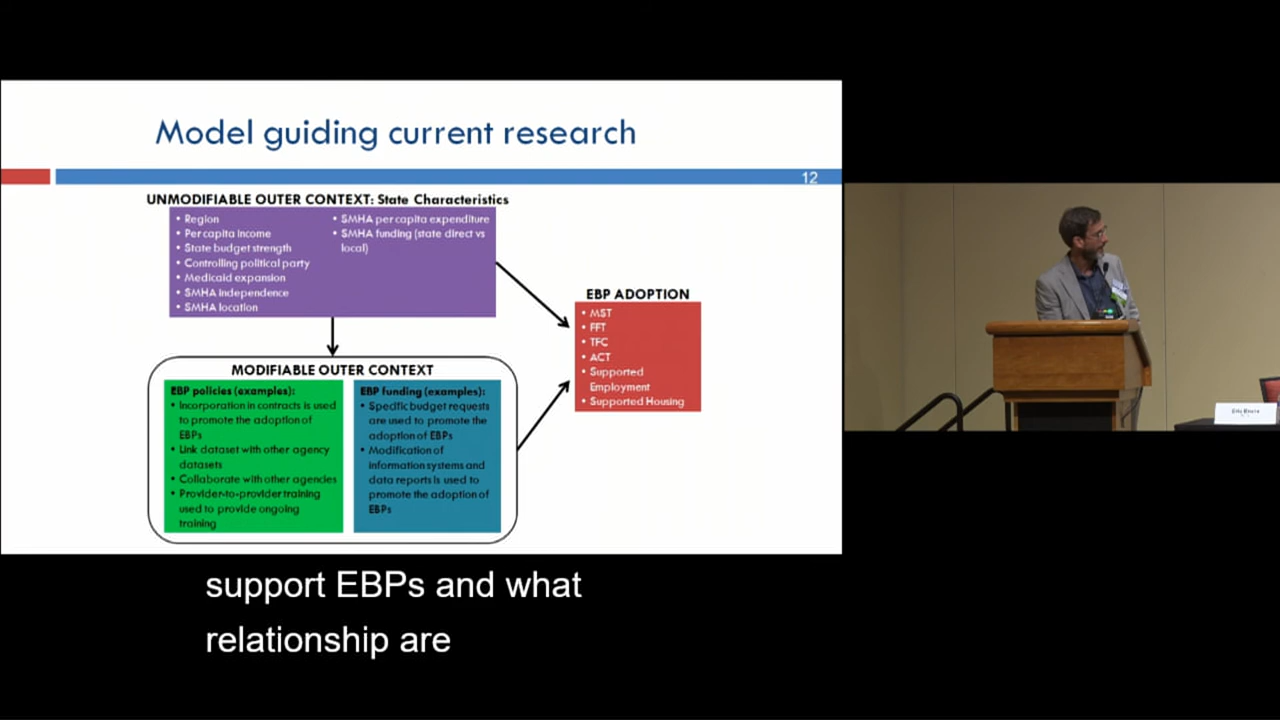 Model guiding current research
12
UNMODIFIABLE OUTER CONTEXT: State Characteristics
• Region
• Per capita income
• State budget strength
• Controlling political party
• Medicaid expansion
• SMHA independence
• SMHA location
• SMHA per capita expenditure
• SMHA funding (state direct vs
local)
EBP ADOPTION
• MST
• FFT
• TFC
• ACT
• Supported
Employment
• Supported Housing
MODIFIABLE OUTER CONTEXT
EBP policies (examples):
• Incorporation in contracts is used
to promote the adoption of
EBPs
• Link dataset with other agency
datasets
• Collaborate with other agencies
• Provider-to-provider training
used to provide ongoing
training
EBP funding (examples):
• Specific budget requests
are used to promote the
adoption of EBPs
• Modification of
information systems and
data reports is used to
promote the adoption of
EBPs
support EBPs and what
relationship are